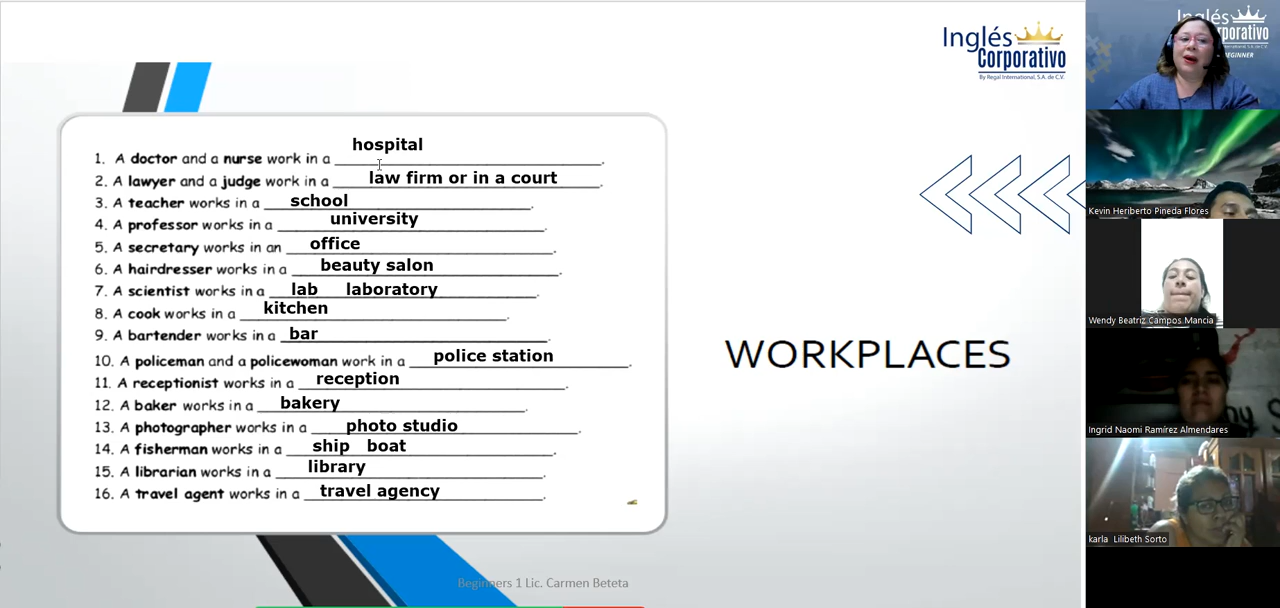 Inglés
Corporativo
By Regal International, S.A. de C.V.
hospital
1. A doctor and a nurse work in a ____.
2. A lawyer and a judge work in a law firm or in a court.
3. A teacher works in a school.
4. A professor works in a university.
5. A secretary works in an office.
6. A hairdresser works in a beauty salon.
7. A scientist works in a lab laboratory.
8. A cook works in a kitchen.
9. A bartender works in a bar.
10. A policeman and a policewoman work in a police station.
11. A receptionist works in a reception.
12. A baker works in a bakery.
13. A photographer works in a photo studio.
14. A fisherman works in a ship boat.
15. A librarian works in a library.
16. A travel agent works in a travel agency.
WORKPLACES
Beginners 1 Lic. Carmen Beteta
Inglés
rporativo
BEGINNER
Kevin Heriberto Pineda Flores
Wendy Beatriz Campos Mancia
Ingrid Naomi Ramírez Almendares
karla Lilibeth Sorto